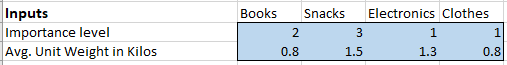 Inputs Books Snacks Electronics Clothes
Importance level 2 3 1 1
Avg. Unit Weight in Kilos 0.8 1.5 1.3 0.8